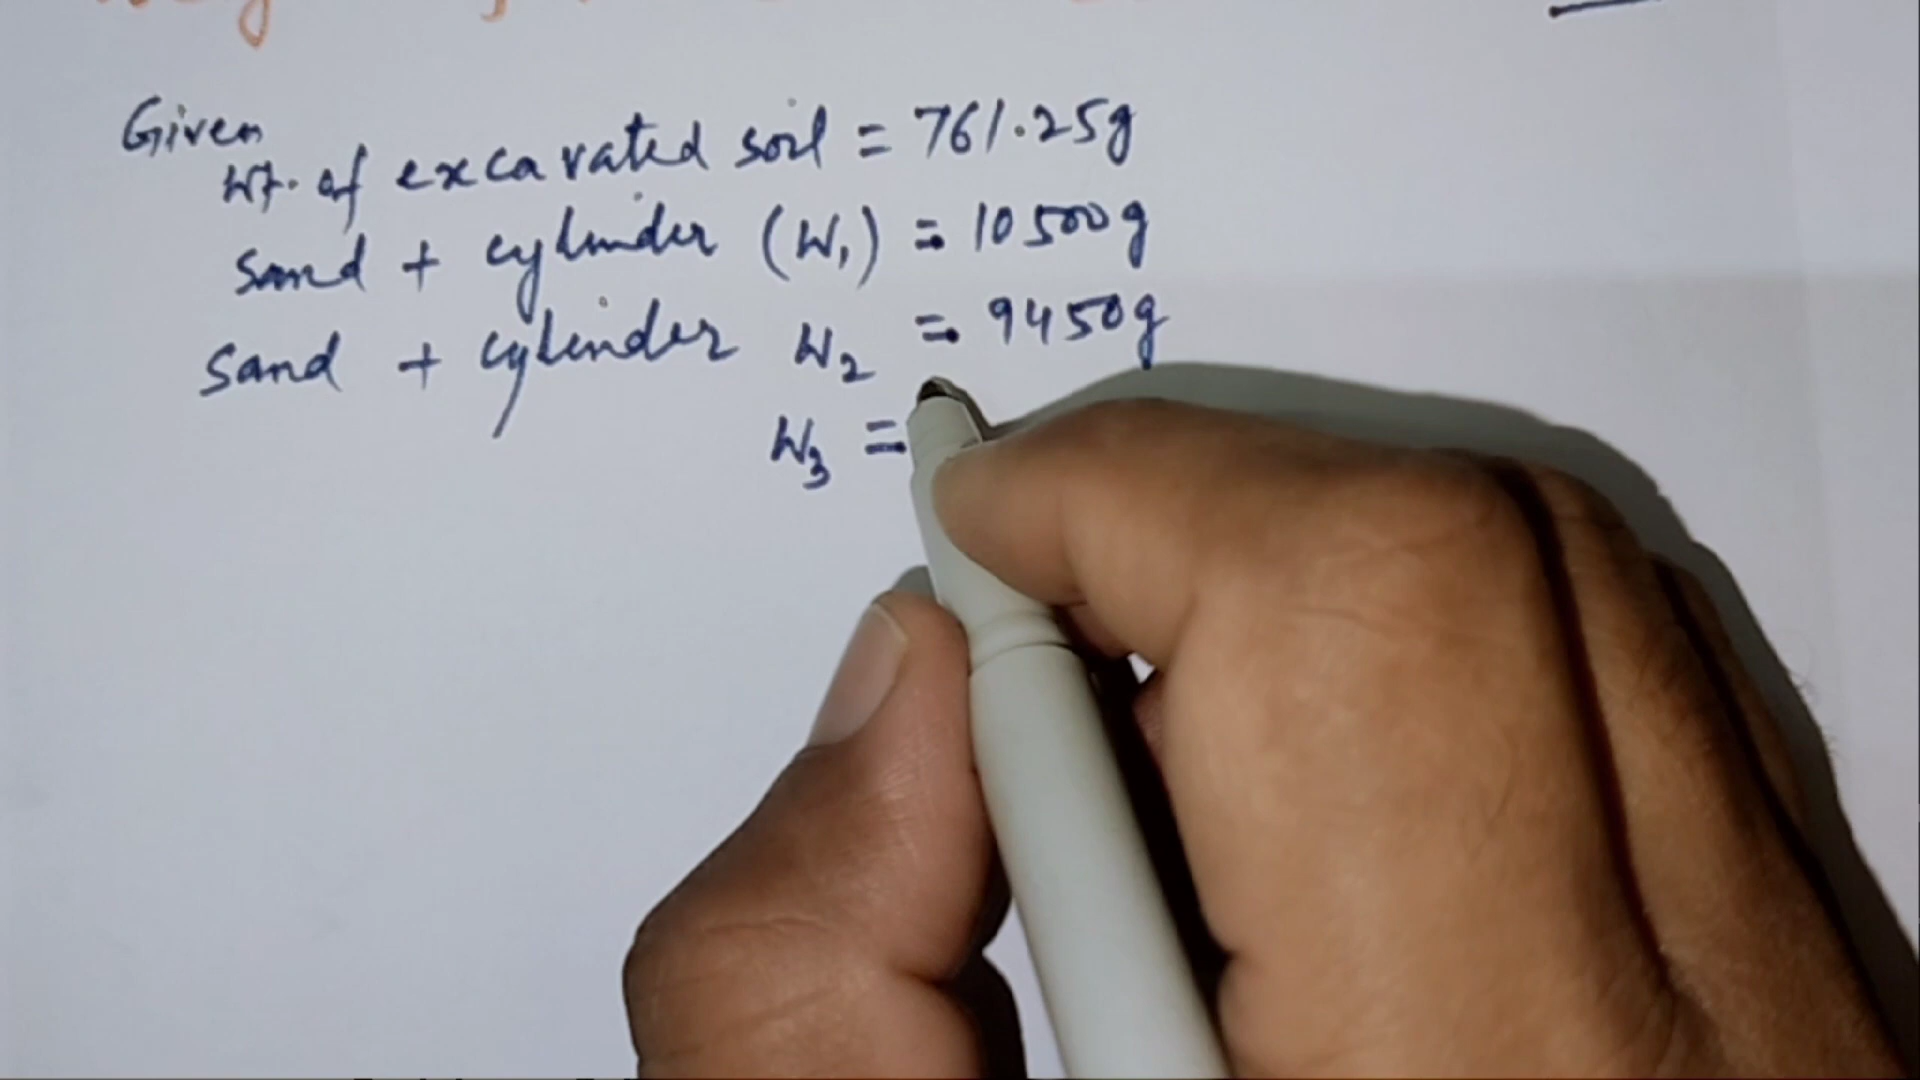 Given
Wt. of excavated soil = 761.25g
Sand + cylinder (W₁) = 10500g
Sand + cylinder W₂ = 9450g
W₃ =